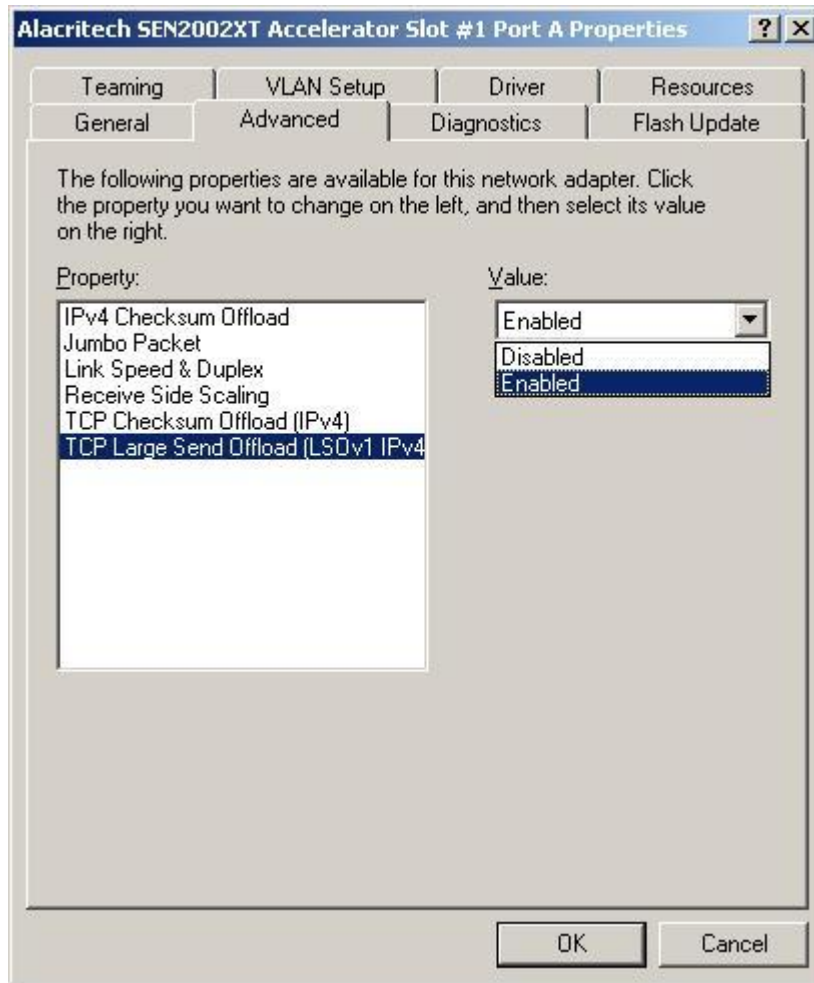 Alacritech SEN2002XT Accelerator Slot #1 Port A Properties
Teaming VLAN Setup Driver Resources
General Advanced Diagnostics Flash Update
The following properties are available for this network adapter. Click
the property you want to change on the left, and then select its value
on the right.
Property:
Value:
IPv4 Checksum Offload
Jumbo Packet
Link Speed & Duplex
Receive Side Scaling
TCP Checksum Offload (IPv4)
TCP Large Send Offload (LSOv1 IPv4
Enabled
Disabled
Enabled
OK Cancel